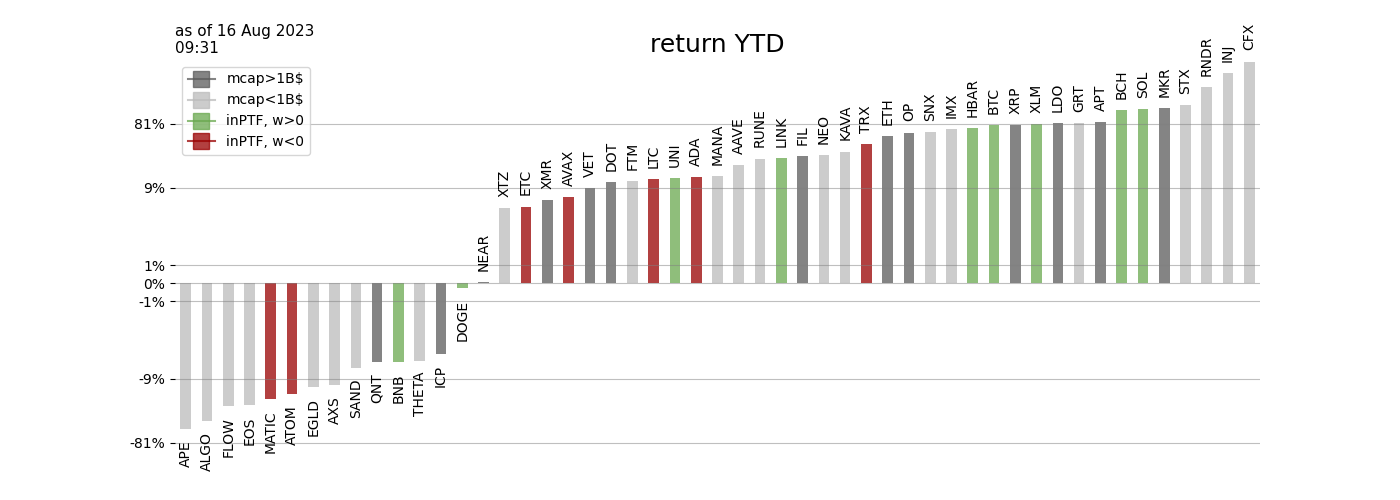 as of 16 Aug 2023
09:31
return YTD
mcap>1B$
mcap<1B$
inPTF, w>0
inPTF, w<0
81%
9%
1%
0%
-1%
-9%
-81%
APE
ALGO
FLOW
EOS
MATIC
ATOM
EGLD
AXS
SAND
QNT
BNB
THETA
ICP
DOGE
NEAR
XTZ
ETC
XMR
AVAX
VET
DOT
FTM
LTC
UNI
ADA
MANA
AAVE
RUNE
LINK
FIL
NEO
KAVA
TRX
ETH
OP
SNX
IMX
HBAR
BTC
XRP
XLM
LDO
GRT
APT
BCH
SOL
MKR
STX
RNDR
INJ
CFX